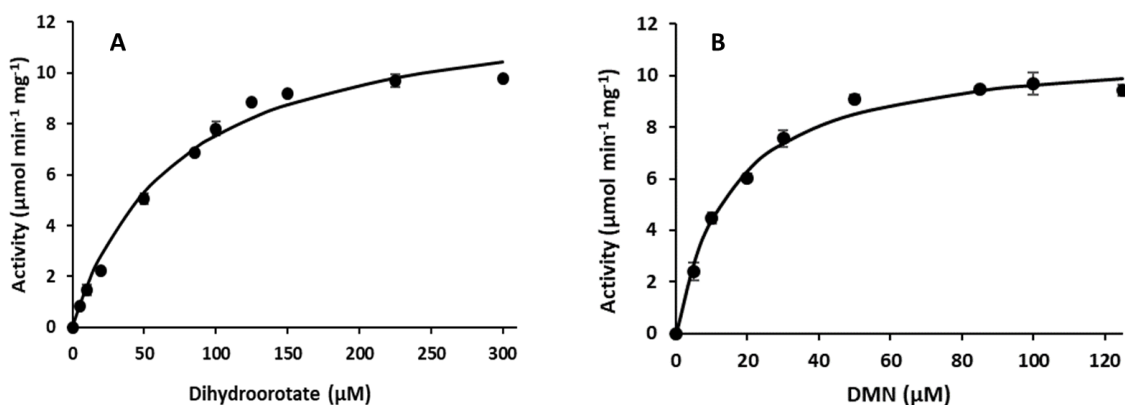 A
Activity (µmol min⁻¹ mg⁻¹)
12
10
8
6
4
2
0
0 50 100 150 200 250 300
Dihydroorotate (µM)
B
Activity (µmol min⁻¹ mg⁻¹)
12
10
8
6
4
2
0
0 20 40 60 80 100 120
DMN (µM)